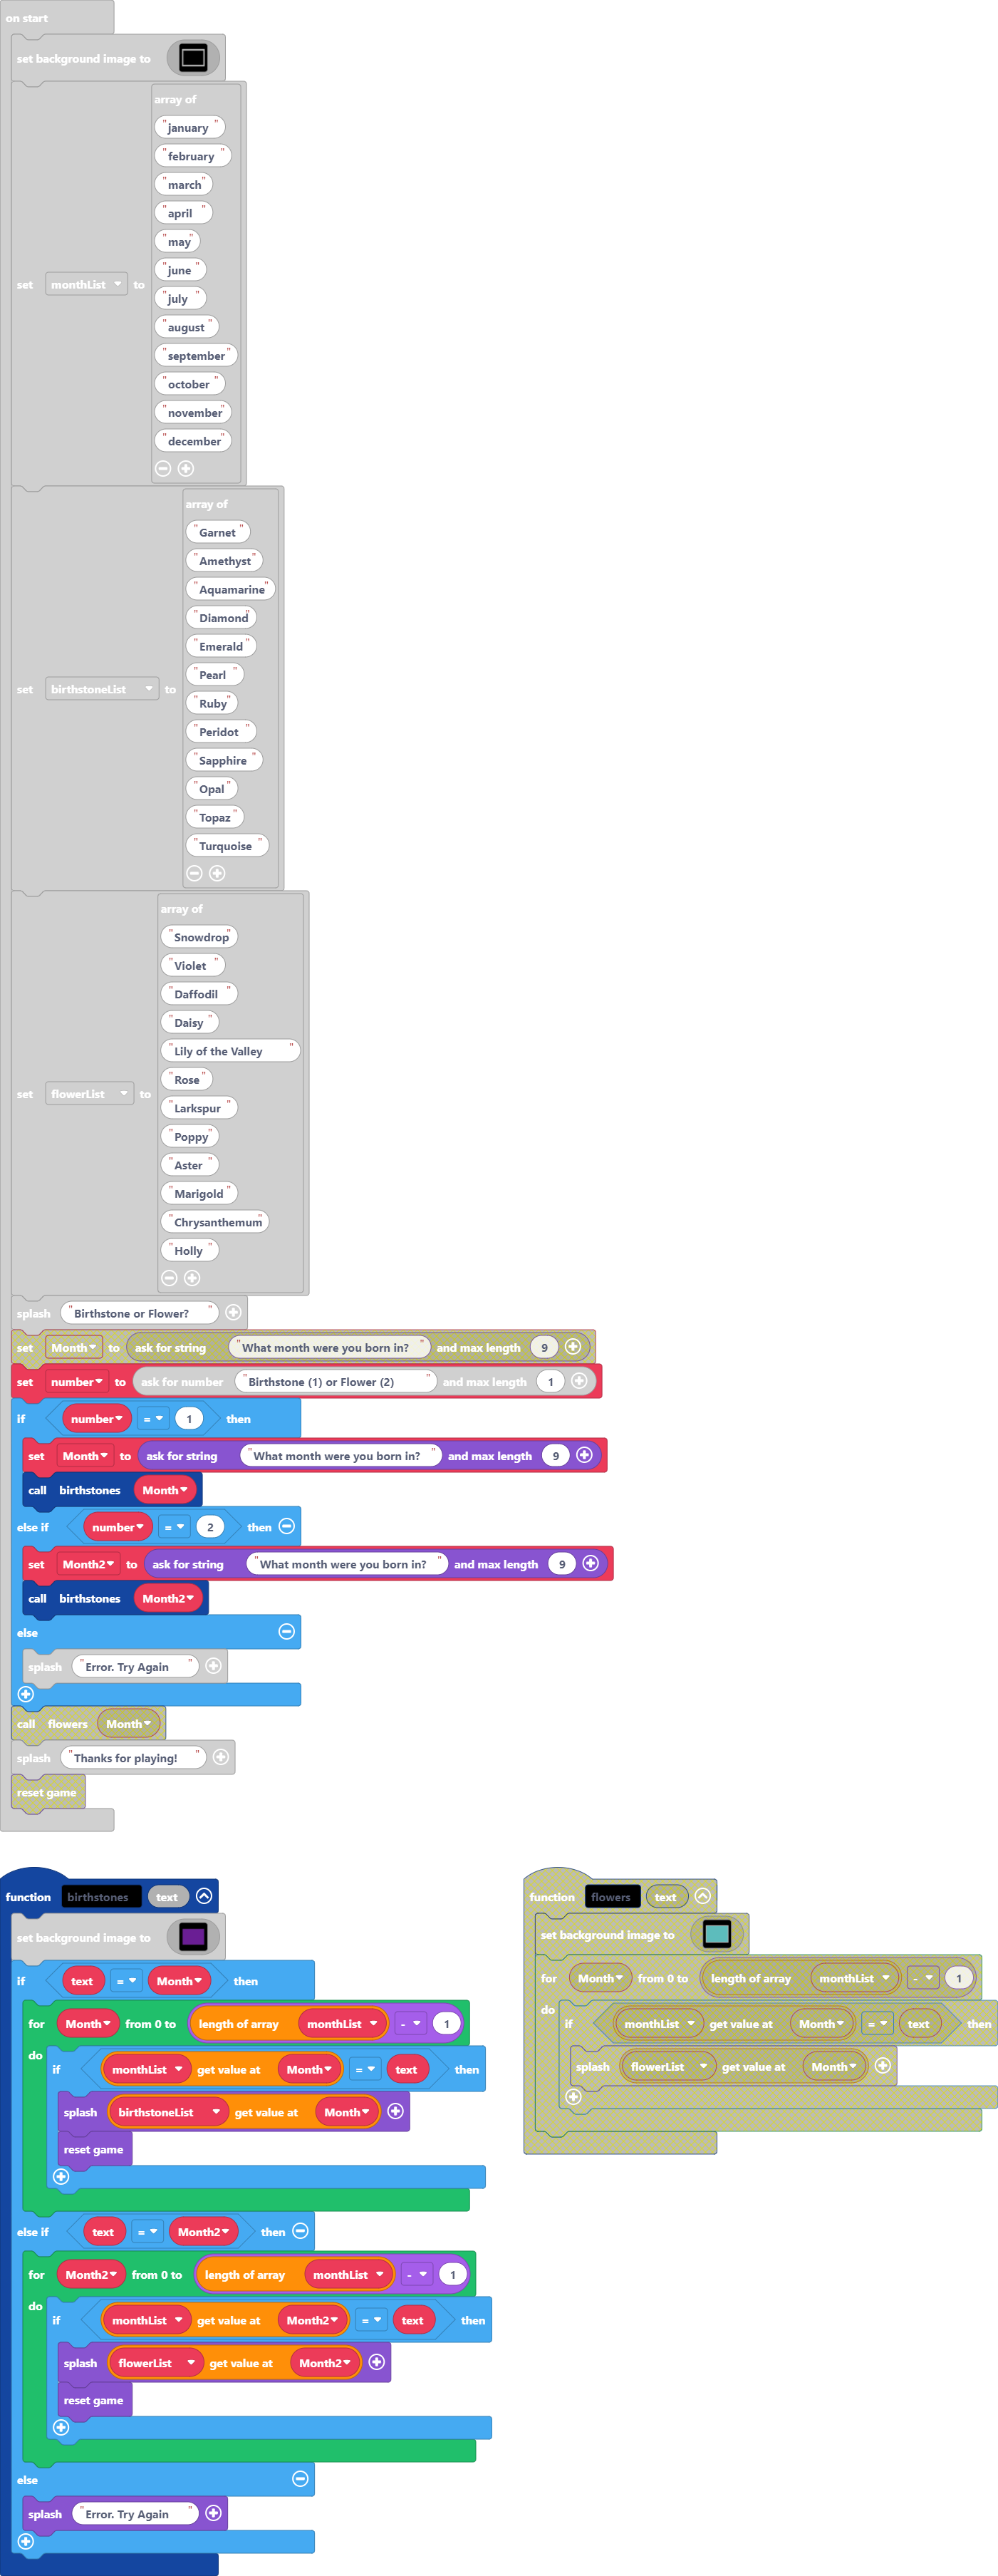 on start
set background image to
set monthList to array of
"january"
"february"
"march"
"april"
"may"
"june"
"july"
"august"
"september"
"october"
"november"
"december"
set birthstoneList to array of
"Garnet"
"Amethyst"
"Aquamarine"
"Diamond"
"Emerald"
"Pearl"
"Ruby"
"Peridot"
"Sapphire"
"Opal"
"Topaz"
"Turquoise"
set flowerList to array of
"Snowdrop"
"Violet"
"Daffodil"
"Daisy"
"Lily of the Valley"
"Rose"
"Larkspur"
"Poppy"
"Aster"
"Marigold"
"Chrysanthemum"
"Holly"
splash "Birthstone or Flower?"
set Month to ask for string "What month were you born in?" and max length 9
set number to ask for number "Birthstone (1) or Flower (2)" and max length 1
if number = 1 then
set Month to ask for string "What month were you born in?" and max length 9
call birthstones Month
else if number = 2 then
set Month2 to ask for string "What month were you born in?" and max length 9
call birthstones Month2
else
splash "Error. Try Again"
call flowers Month
splash "Thanks for playing!"
reset game
function birthstones text
set background image to
if text = Month then
for Month from 0 to length of array monthList - 1
do if monthList get value at Month = text then
splash birthstoneList get value at Month
reset game
else if text = Month2 then
for Month2 from 0 to length of array monthList - 1
do if monthList get value at Month2 = text then
splash flowerList get value at Month2
reset game
else
splash "Error. Try Again"
function flowers text
set background image to
for Month from 0 to length of array monthList - 1
do if monthList get value at Month = text then
splash flowerList get value at Month